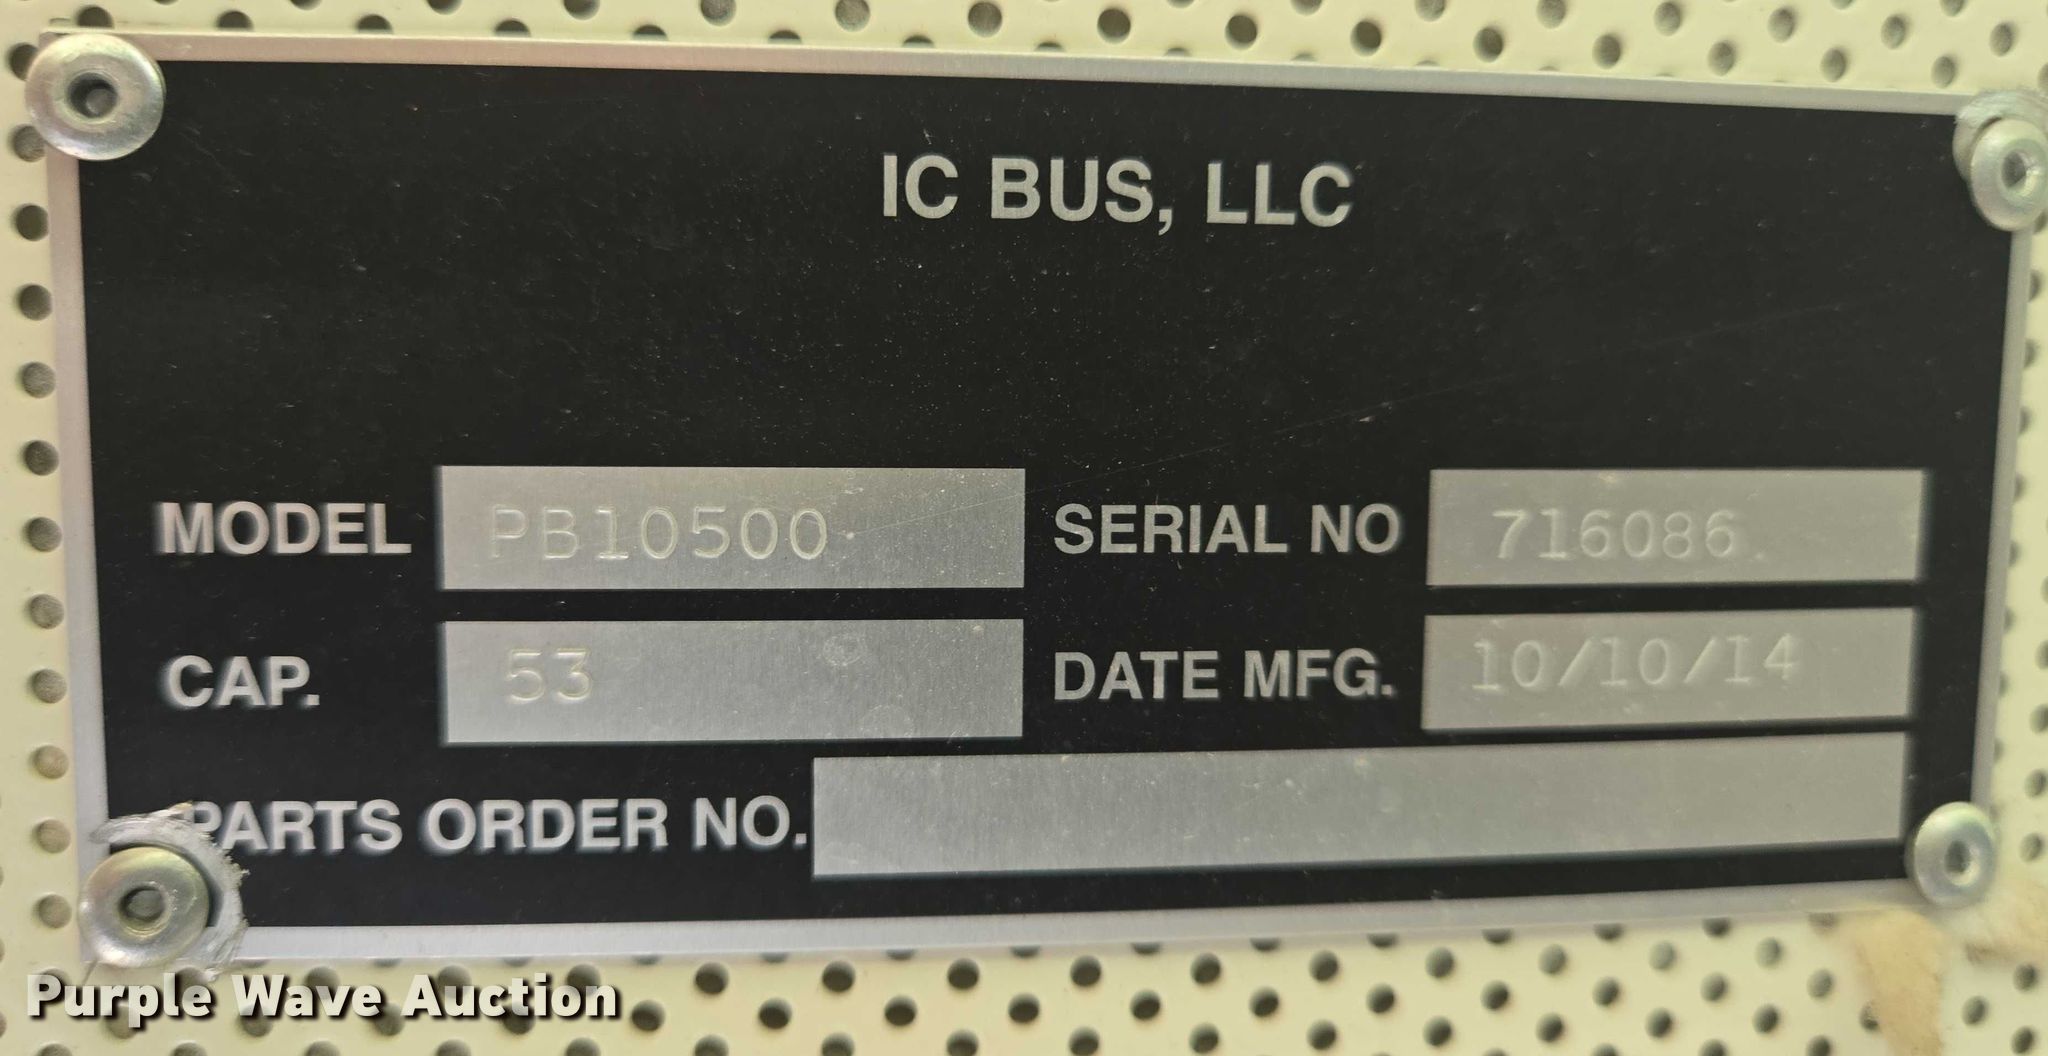 IC BUS, LLC
MODEL PB10500 SERIAL NO 716086
CAP. 53 DATE MFG. 10/10/14
PARTS ORDER NO.
Purple Wave Auction